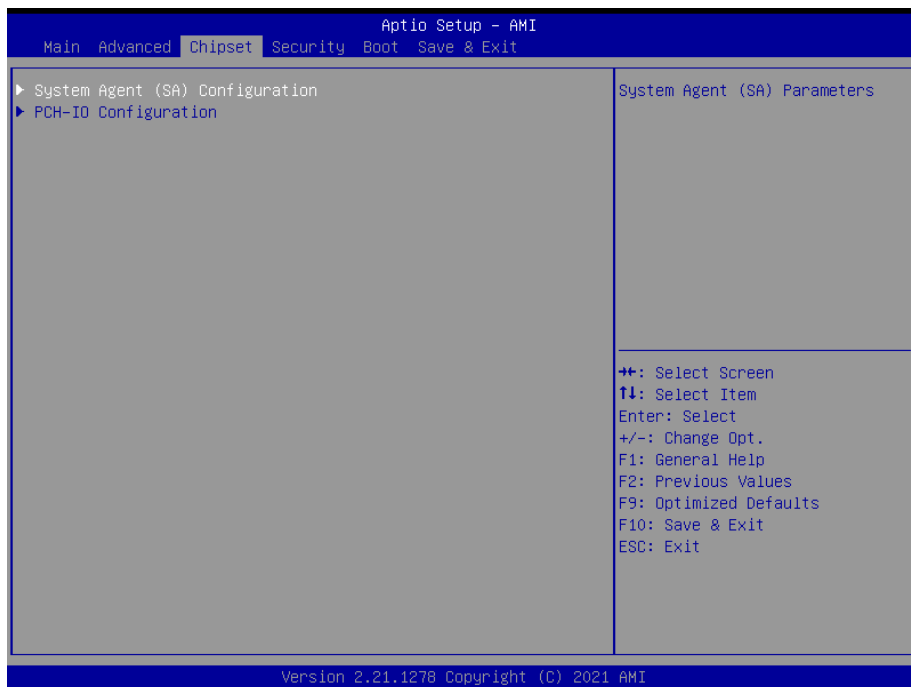 Aptio Setup – AMI
Main Advanced Chipset Security Boot Save & Exit
▶ System Agent (SA) Configuration
▶ PCH-IO Configuration
System Agent (SA) Parameters
→←: Select Screen
↑↓: Select Item
Enter: Select
+/-: Change Opt.
F1: General Help
F2: Previous Values
F9: Optimized Defaults
F10: Save & Exit
ESC: Exit
Version 2.21.1278 Copyright (C) 2021 AMI